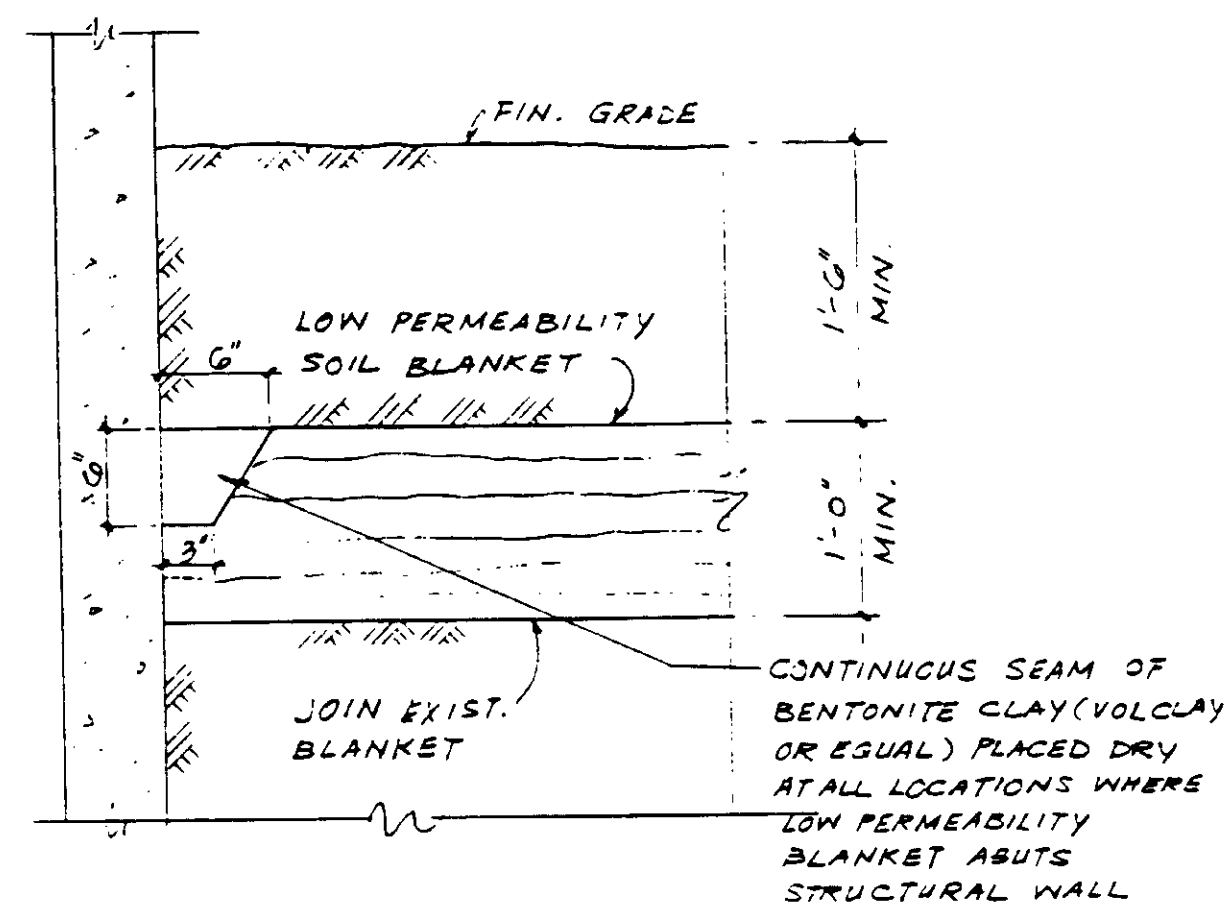 FIN. GRADE
1'-6"
MIN.
LOW PERMEABILITY
SOIL BLANKET
6"
6"
3"
1'-0"
MIN.
JOIN EXIST.
BLANKET
CONTINUOUS SEAM OF
BENTONITE CLAY (VOLCLAY
OR EQUAL) PLACED DRY
AT ALL LOCATIONS WHERE
LOW PERMEABILITY
BLANKET ABUTS
STRUCTURAL WALL